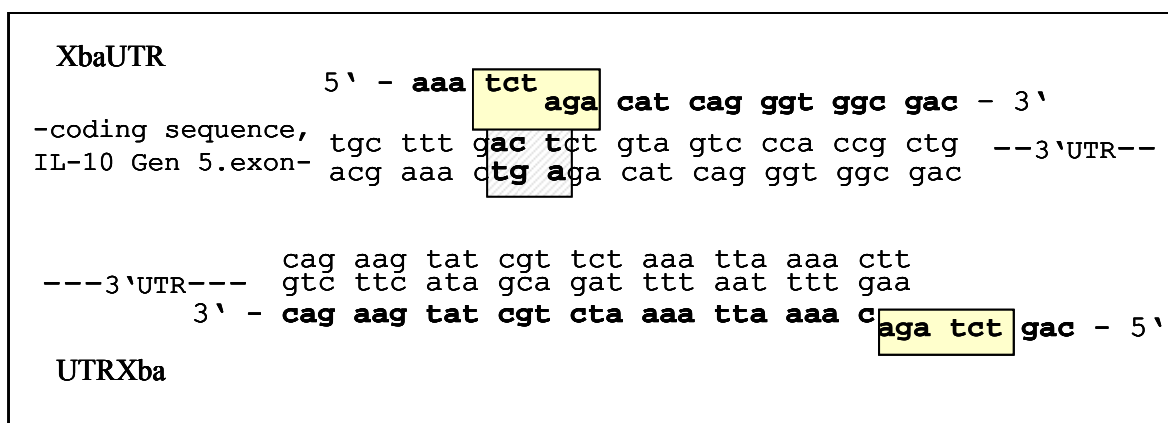 XbaUTR
5‘ – aaa tct
aga cat cag ggt ggc gac – 3‘
-coding sequence,
tgc ttt gact tct gta gtc cca ccg ctg --3‘UTR--
IL-10 Gen 5.exon-
acg aaa ctg aga cat cag ggt ggc gac
cag aag tat cgt tct aaa tta aaa ctt
---3‘UTR---
gtc ttc ata gca gat ttt aat ttt gaa
3‘ – cag aag tat cgt cta aaa tta aaa c
aga tct gac – 5‘
UTRXba